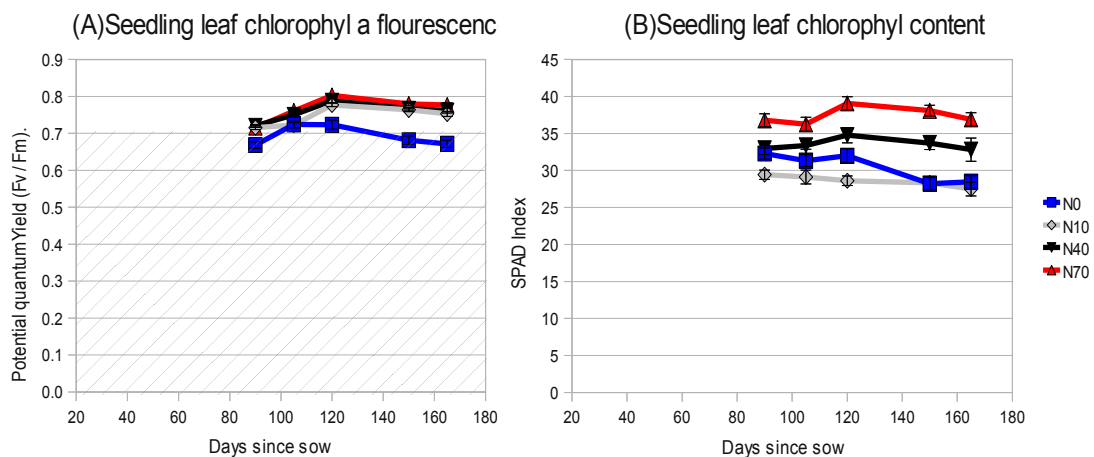 (A)Seedling leaf chlorophyl a flourescenc
0.9
0.8
0.7
0.6
0.5
0.4
0.3
0.2
0.1
0.0
Potential quantumYield (Fv / Fm).
20 40 60 80 100 120 140 160 180
Days since sow
(B)Seedling leaf chlorophyl content
45
40
35
30
25
20
15
10
5
0
SPAD Index
20 40 60 80 100 120 140 160 180
Days since sow
N0
N10
N40
N70